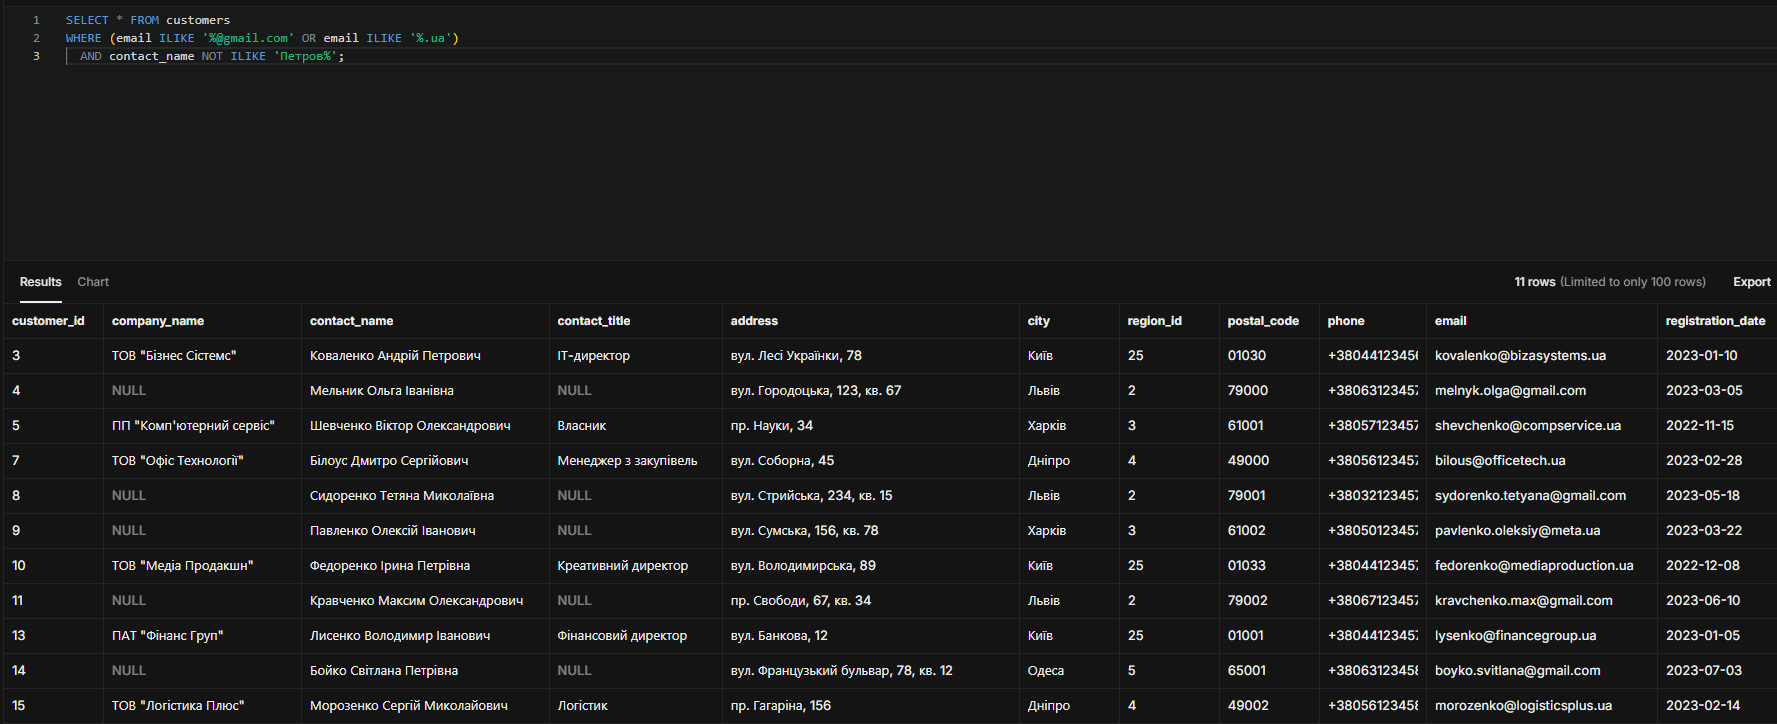 1 SELECT * FROM customers
2 WHERE (email ILIKE '%@gmail.com' OR email ILIKE '%.ua')
3 AND contact_name NOT ILIKE 'Петров%';
Results Chart 11 rows (Limited to only 100 rows) Export
customer_id company_name contact_name contact_title address city region_id postal_code phone email registration_date
3 ТОВ "Бізнес Сістемс" Коваленко Андрій Петрович ІТ-директор вул. Лесі Українки, 78 Київ 25 01030 +38044123456 kovalenko@bizasystems.ua 2023-01-10
4 NULL Мельник Ольга Іванівна NULL вул. Городоцька, 123, кв. 67 Львів 2 79000 +38063123457 melnyk.olga@gmail.com 2023-03-05
5 ПП "Комп'ютерний сервіс" Шевченко Віктор Олександрович Власник пр. Науки, 34 Харків 3 61001 +38057123457 shevchenko@compservice.ua 2022-11-15
7 ТОВ "Офіс Технології" Білоус Дмитро Сергійович Менеджер з закупівель вул. Соборна, 45 Дніпро 4 49000 +38056123457 bilous@officetech.ua 2023-02-28
8 NULL Сидоренко Тетяна Миколаївна NULL вул. Стрийська, 234, кв. 15 Львів 2 79001 +38032123457 sydorenko.tetyana@gmail.com 2023-05-18
9 NULL Павленко Олексій Іванович NULL вул. Сумська, 156, кв. 78 Харків 3 61002 +38050123457 pavlenko.oleksiy@meta.ua 2023-03-22
10 ТОВ "Медіа Продакшн" Федоренко Ірина Петрівна Креативний директор вул. Володимирська, 89 Київ 25 01033 +38044123457 fedorenko@mediaproduction.ua 2022-12-08
11 NULL Кравченко Максим Олександрович NULL пр. Свободи, 67, кв. 34 Львів 2 79002 +38067123457 kravchenko.max@gmail.com 2023-06-10
13 ПАТ "Фінанс Груп" Лисенко Володимир Іванович Фінансовий директор вул. Банкова, 12 Київ 25 01001 +38044123457 lysenko@financegroup.ua 2023-01-05
14 NULL Бойко Світлана Петрівна NULL вул. Французький бульвар, 78, кв. 12 Одеса 5 65001 +38063123458 boyko.svitlana@gmail.com 2023-07-03
15 ТОВ "Логістика Плюс" Морозенко Сергій Миколайович Логістик пр. Гагаріна, 156 Дніпро 4 49002 +38056123458 morozenko@logisticsplus.ua 2023-02-14